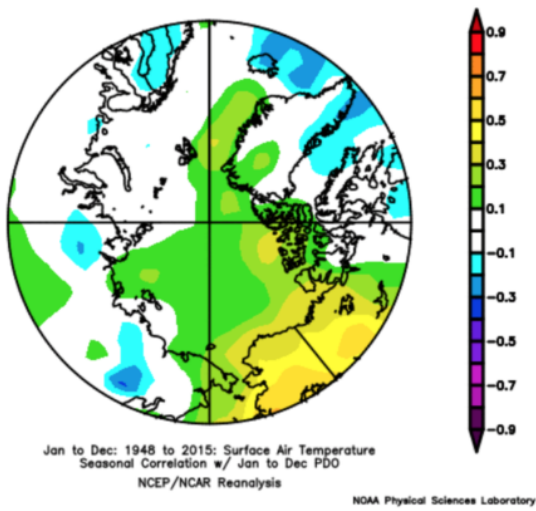 0.9
0.7
0.5
0.3
0.1
-0.1
-0.3
-0.5
-0.7
-0.9
Jan to Dec: 1948 to 2015: Surface Air Temperature
Seasonal Correlation w/ Jan to Dec PDO
NCEP/NCAR Reanalysis
NOAA Physical Sciences Laboratory